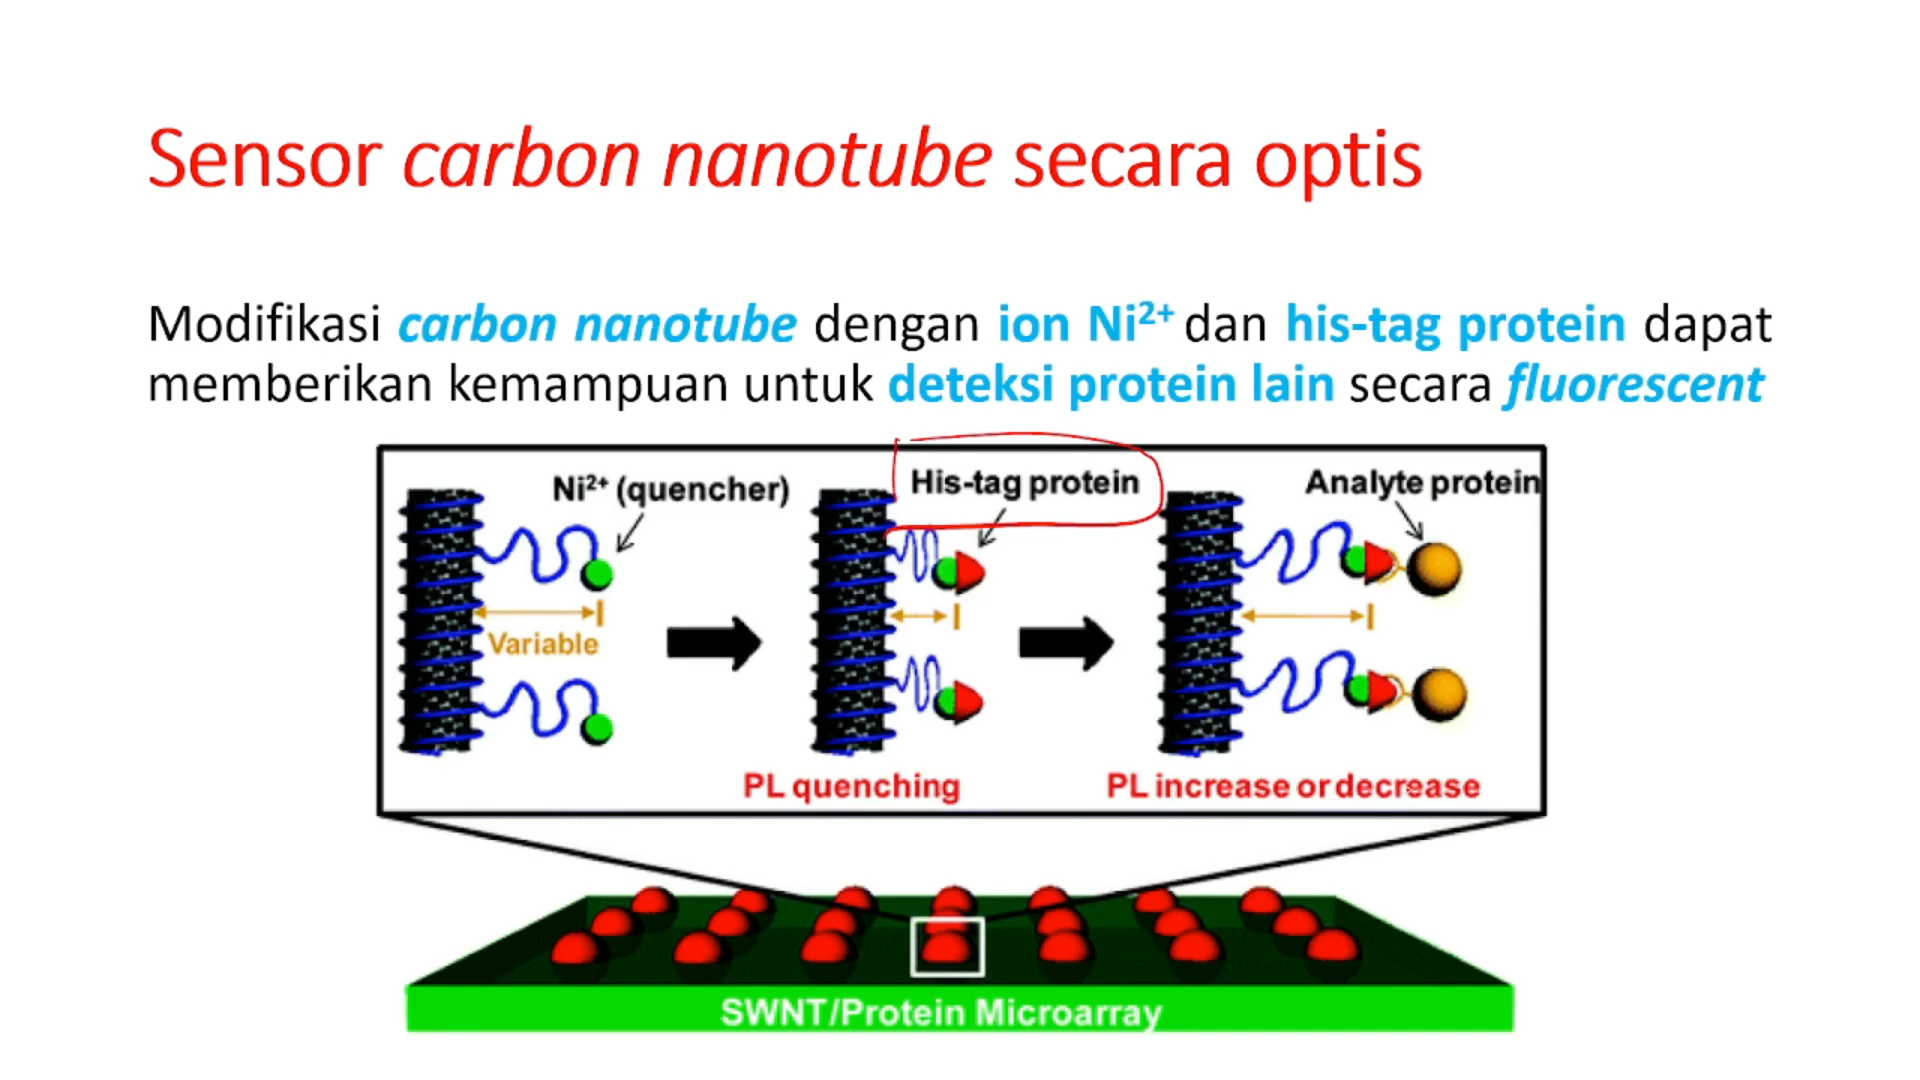 Sensor carbon nanotube secara optis
Modifikasi carbon nanotube dengan ion Ni²⁺ dan his-tag protein dapat
memberikan kemampuan untuk deteksi protein lain secara fluorescent
Ni²⁺ (quencher)
His-tag protein
Analyte protein
Variable
PL quenching
PL increase or decrease
SWNT/Protein Microarray